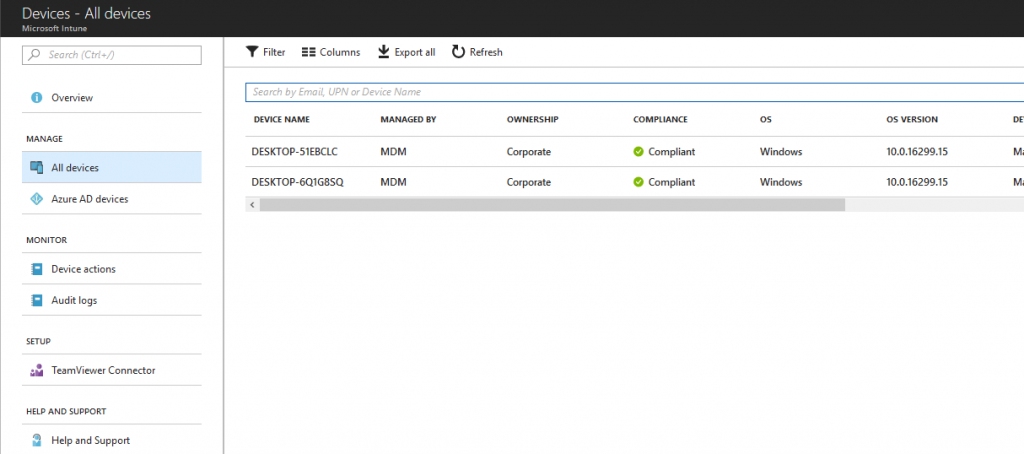 Devices - All devices
Microsoft Intune
Search (Ctrl+/)
Overview
MANAGE
All devices
Azure AD devices
MONITOR
Device actions
Audit logs
SETUP
TeamViewer Connector
HELP AND SUPPORT
Help and Support
Filter Columns Export all Refresh
Search by Email, UPN or Device Name
DEVICE NAME MANAGED BY OWNERSHIP COMPLIANCE OS OS VERSION DE
DESKTOP-51EBCLC MDM Corporate Compliant Windows 10.0.16299.15 Ma
DESKTOP-6Q1G8SQ MDM Corporate Compliant Windows 10.0.16299.15 Ma